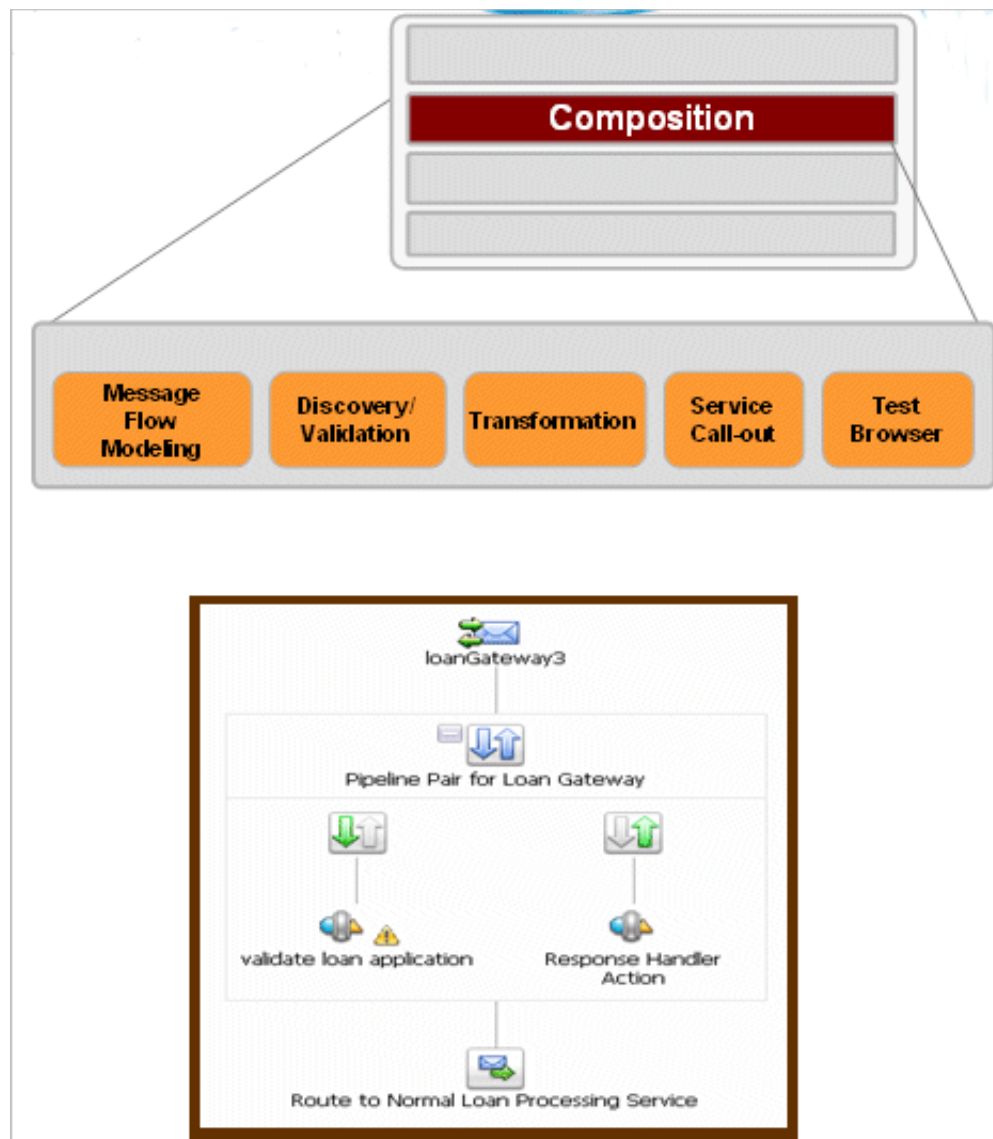 Composition
Message
Flow
Modeling
Discovery/
Validation
Transformation
Service
Call-out
Test
Browser
loanGateway3
Pipeline Pair for Loan Gateway
validate loan application
Response Handler
Action
Route to Normal Loan Processing Service